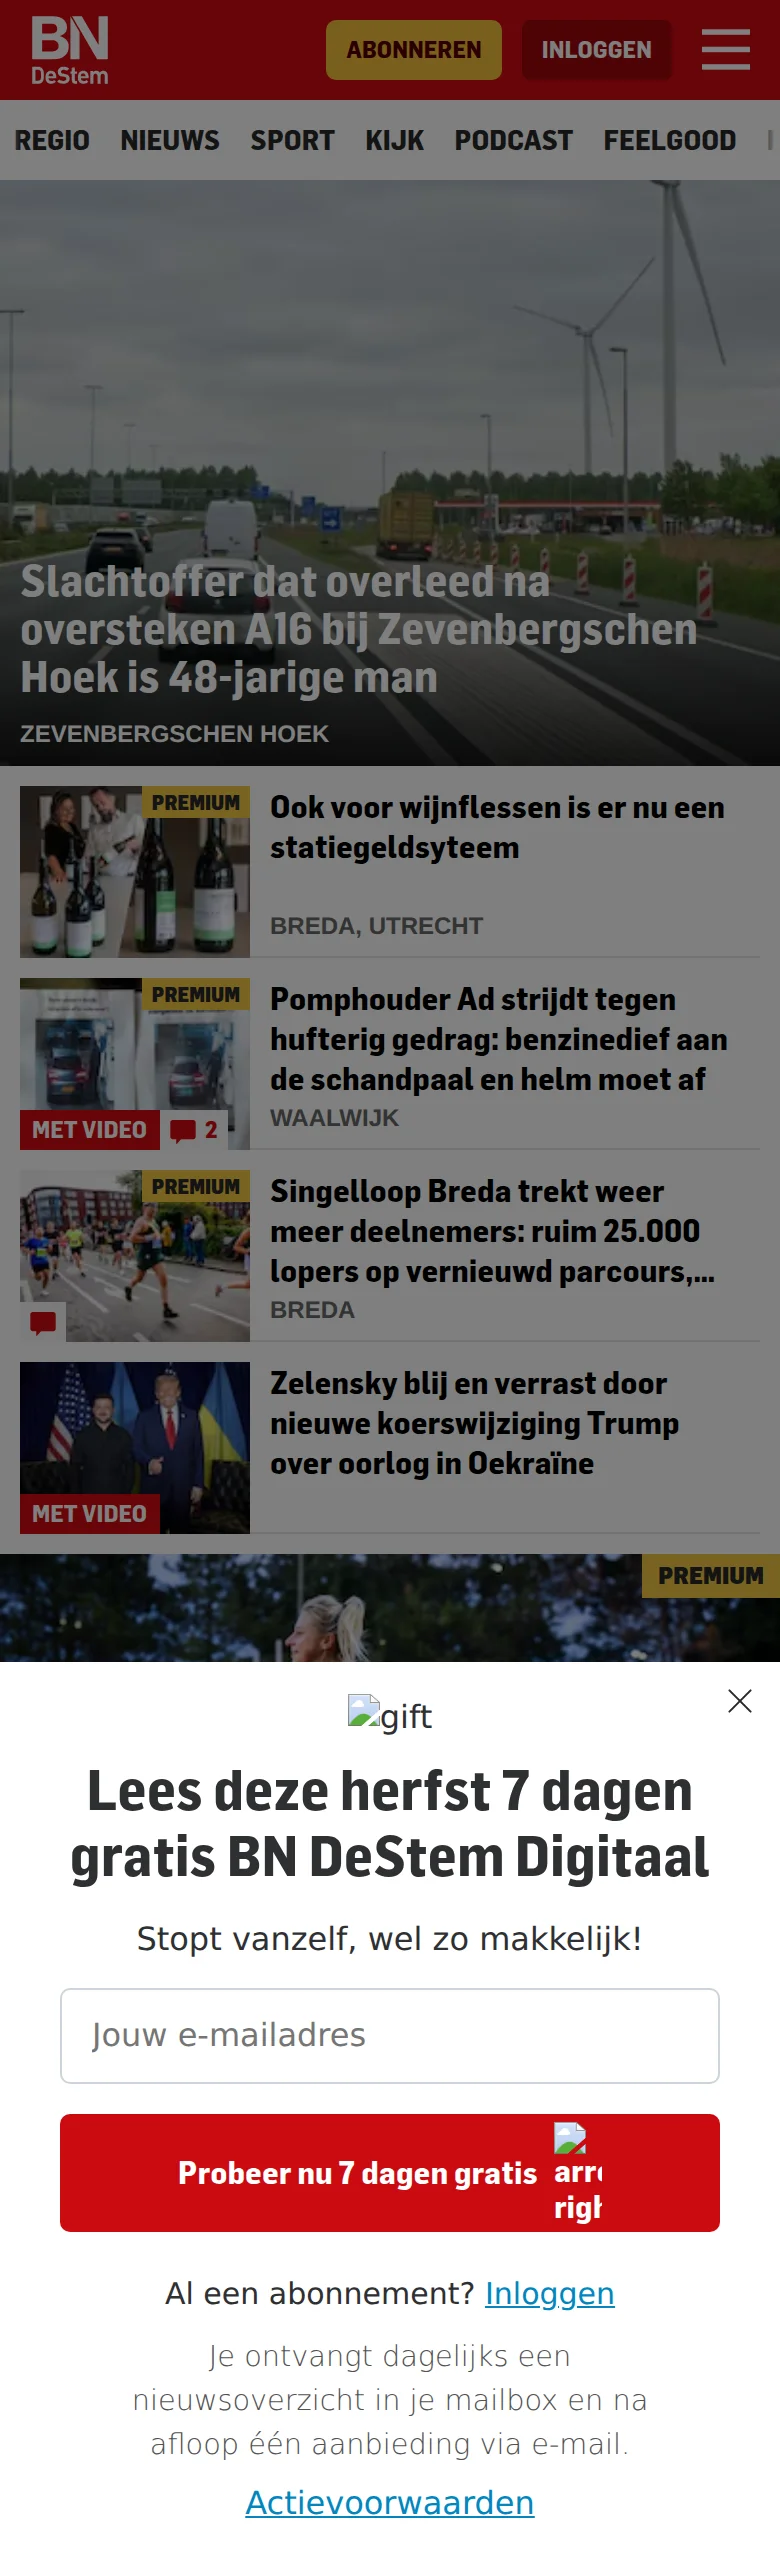 BN
DeStem
ABONNEREN
INLOGGEN
REGIO NIEUWS SPORT KIJK PODCAST FEELGOOD
Slachtoffer dat overleed na
oversteken A16 bij Zevenbergschen
Hoek is 48-jarige man
ZEVENBERGSCHEN HOEK
PREMIUM
Ook voor wijnflessen is er nu een
statiegeldsyteem
BREDA, UTRECHT
PREMIUM
MET VIDEO
2
Pomphouder Ad strijdt tegen
hufterig gedrag: benzinedief aan
de schandpaal en helm moet af
WAALWIJK
PREMIUM
Singelloop Breda trekt weer
meer deelnemers: ruim 25.000
lopers op vernieuwd parcours,...
BREDA
MET VIDEO
Zelensky blij en verrast door
nieuwe koerswijziging Trump
over oorlog in Oekraïne
PREMIUM
gift
Lees deze herfst 7 dagen
gratis BN DeStem Digitaal
Stopt vanzelf, wel zo makkelijk!
Jouw e-mailadres
Probeer nu 7 dagen gratis
Al een abonnement? Inloggen
Je ontvangt dagelijks een
nieuwsoverzicht in je mailbox en na
afloop één aanbieding via e-mail.
Actievoorwaarden